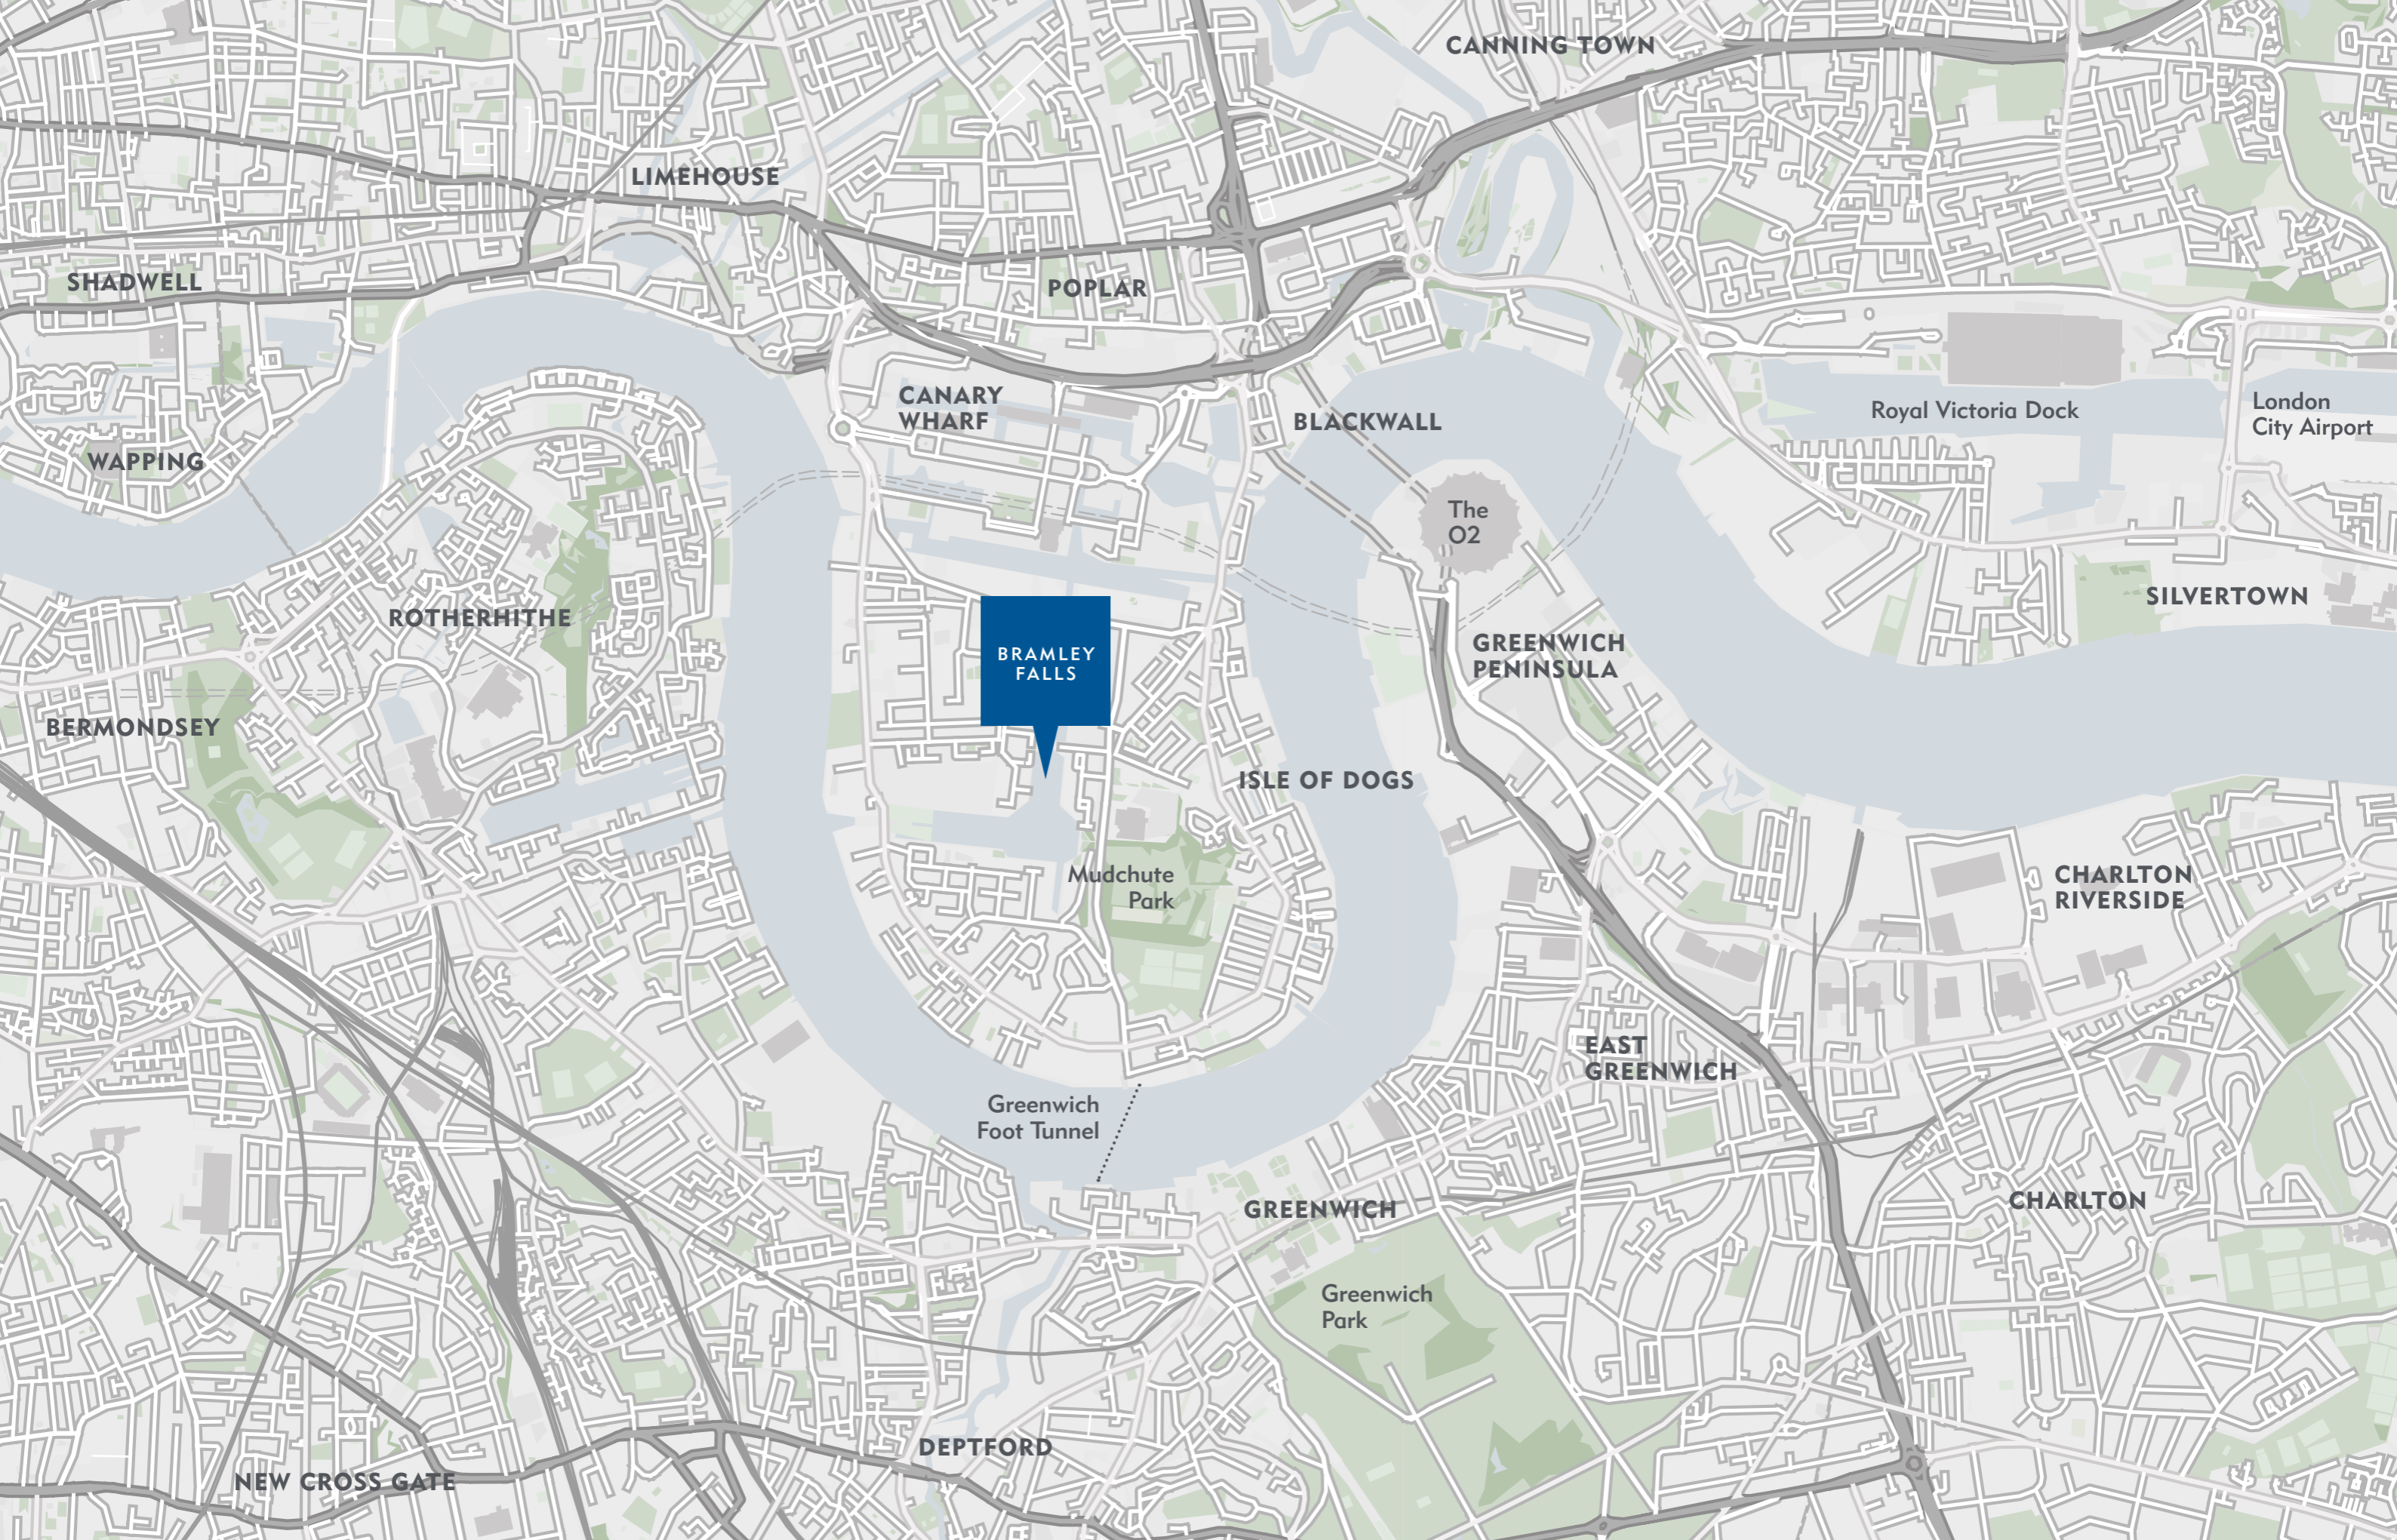 CANNING TOWN
LIMEHOUSE
SHADWELL
POPLAR
CANARY
WHARF
BLACKWALL
Royal Victoria Dock
London
City Airport
WAPPING
The
O2
SILVERTOWN
ROTHERHITHE
GREENWICH
PENINSULA
BRAMLEY
FALLS
BERMONDSEY
ISLE OF DOGS
Mudchute
Park
CHARLTON
RIVERSIDE
EAST
GREENWICH
Greenwich
Foot Tunnel
GREENWICH
CHARLTON
Greenwich
Park
DEPTFORD
NEW CROSS GATE